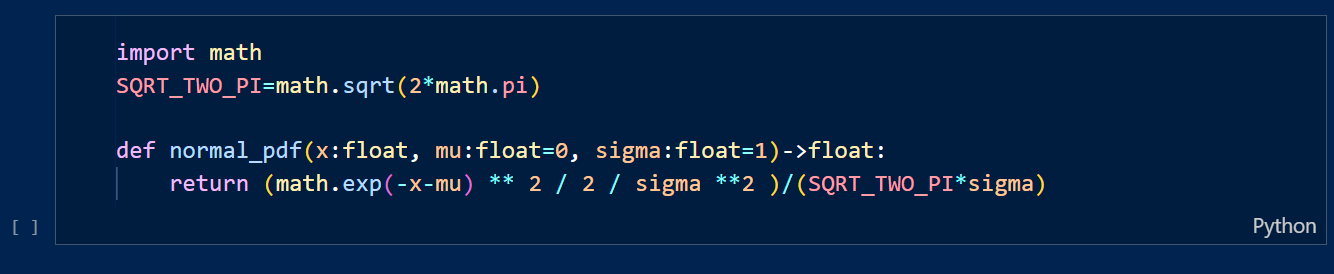 import math
SQRT_TWO_PI=math.sqrt(2*math.pi)
def normal_pdf(x:float, mu:float=0, sigma:float=1)->float:
return (math.exp(-x-mu) ** 2 / 2 / sigma **2 )/(SQRT_TWO_PI*sigma)
[ ]
Python